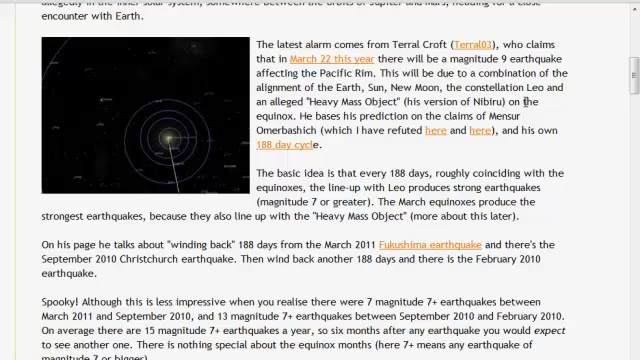 allegedly in the inner solar system, somewhere between the orbits of Jupiter and Mars, heading for a close
encounter with Earth.
The latest alarm comes from Terral Croft (Terral03), who claims
that in March 22 this year there will be a magnitude 9 earthquake
affecting the Pacific Rim. This will be due to a combination of the
alignment of the Earth, Sun, New Moon, the constellation Leo and
an alleged "Heavy Mass Object" (his version of Nibiru) on the
equinox. He bases his prediction on the claims of Mensur
Omerbashich (which I have refuted here and here), and his own
188 day cycle.
The basic idea is that every 188 days, roughly coinciding with the
equinoxes, the line-up with Leo produces strong earthquakes
(magnitude 7 or greater). The March equinoxes produce the
strongest earthquakes, because they also line up with the "Heavy Mass Object" (more about this later).
On his page he talks about "winding back" 188 days from the March 2011 Fukushima earthquake and there's the
September 2010 Christchurch earthquake. Then wind back another 188 days and there is the February 2010
earthquake.
Spooky! Although this is less impressive when you realise there were 7 magnitude 7+ earthquakes between
March 2011 and September 2010, and 13 magnitude 7+ earthquakes between September 2010 and February 2010.
On average there are 15 magnitude 7+ earthquakes a year, so six months after any earthquake you would expect
to see another one. There is nothing special about the equinox months (here 7+ means any earthquake of
magnitude 7 or bigger).